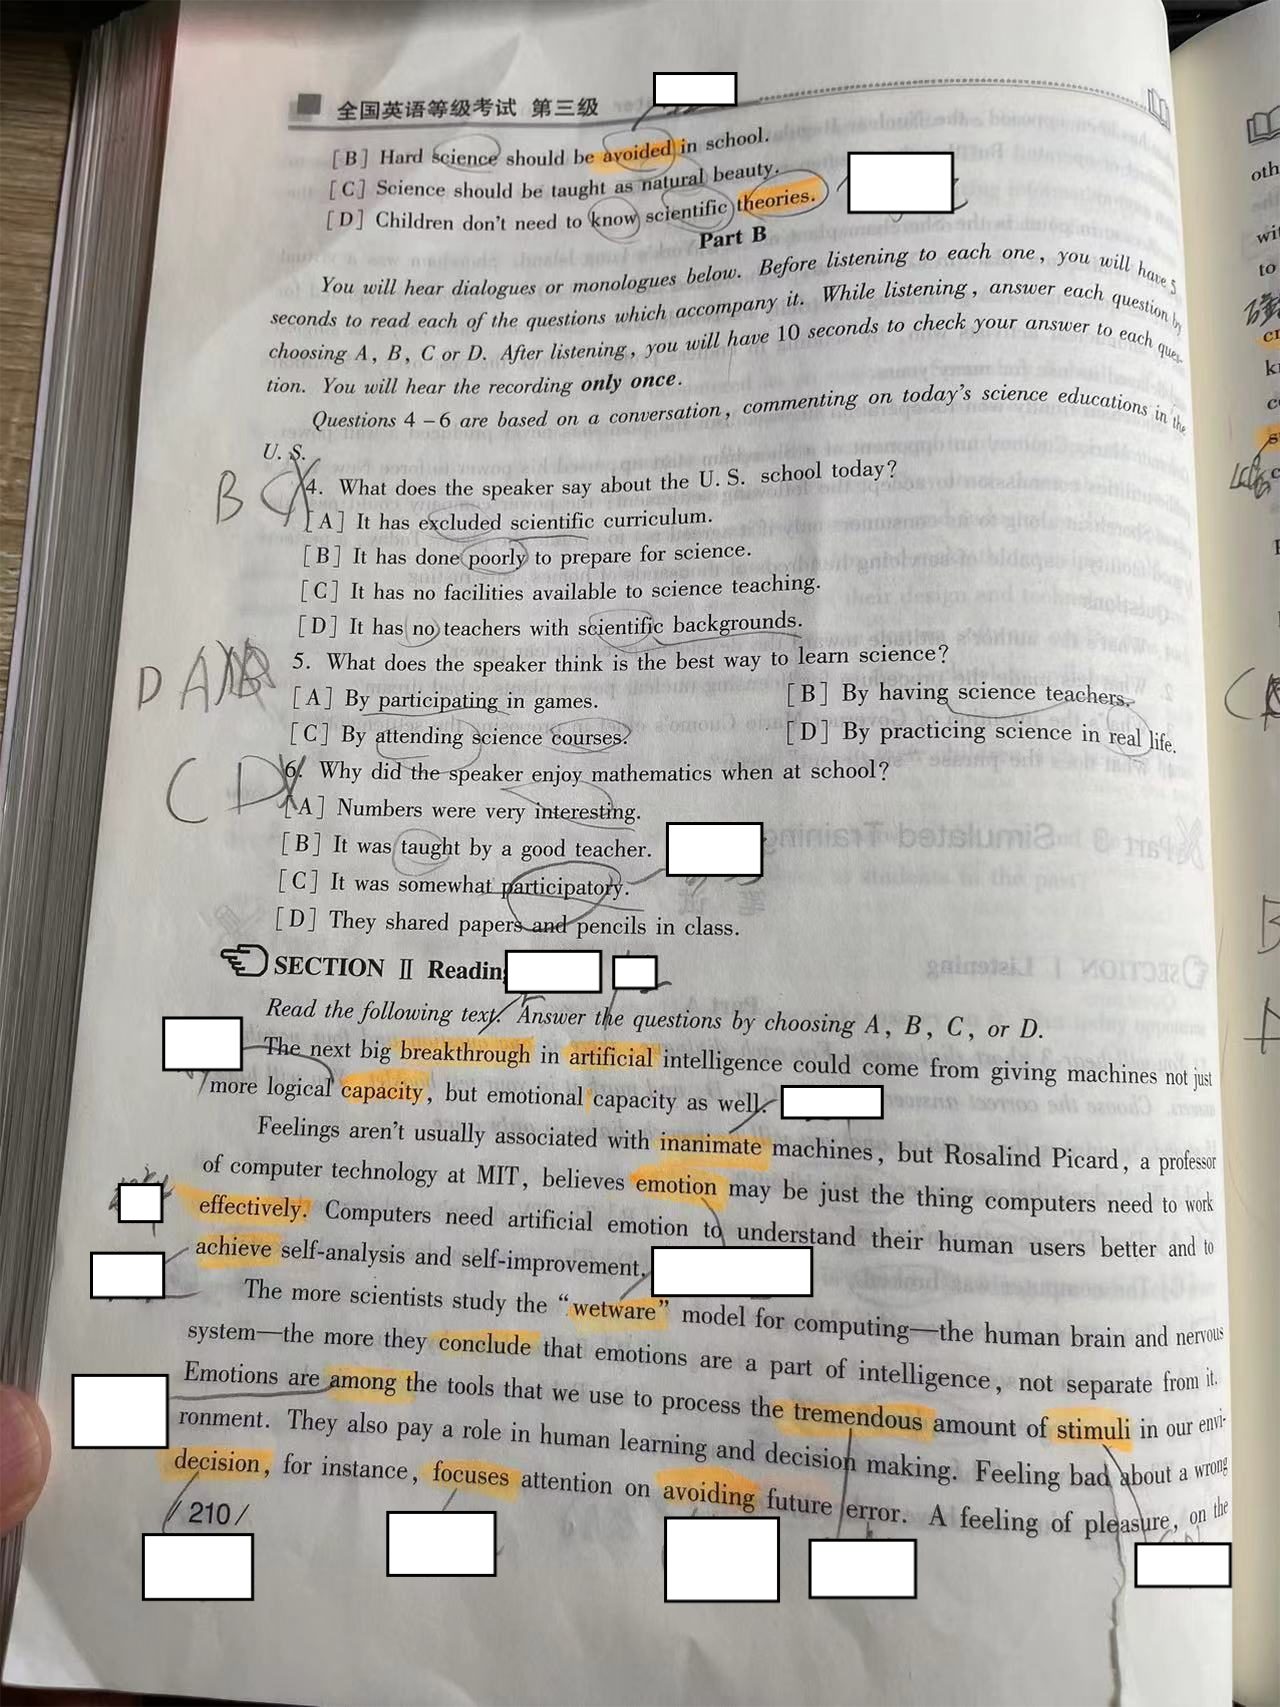 全国英语等级考试 第三级
[B] Hard science should be avoided in school.
[C] Science should be taught as natural beauty.
[D] Children don't need to know scientific theories.
Part B
You will hear dialogues or monologues below. Before listening to each one, you will have 5
seconds to read each of the questions which accompany it. While listening, answer each question by
choosing A, B, C or D. After listening, you will have 10 seconds to check your answer to each ques-
tion. You will hear the recording only once.
Questions 4-6 are based on a conversation, commenting on today's science educations in the
U. S.
B C
4. What does the speaker say about the U. S. school today?
[A] It has excluded scientific curriculum.
[B] It has done poorly to prepare for science.
[C] It has no facilities available to science teaching.
[D] It has no teachers with scientific backgrounds.
D A
5. What does the speaker think is the best way to learn science?
[A] By participating in games. [B] By having science teachers.
[C] By attending science courses. [D] By practicing science in real life.
C D
6. Why did the speaker enjoy mathematics when at school?
[A] Numbers were very interesting.
[B] It was taught by a good teacher.
[C] It was somewhat participatory.
[D] They shared papers and pencils in class.
SECTION Ⅱ Reading
Read the following text. Answer the questions by choosing A, B, C, or D.
The next big breakthrough in artificial intelligence could come from giving machines not just
more logical capacity, but emotional capacity as well.
Feelings aren't usually associated with inanimate machines, but Rosalind Picard, a professor
of computer technology at MIT, believes emotion may be just the thing computers need to work
effectively. Computers need artificial emotion to understand their human users better and to
achieve self-analysis and self-improvement.
The more scientists study the "wetware" model for computing—the human brain and nervous
system—the more they conclude that emotions are a part of intelligence, not separate from it.
Emotions are among the tools that we use to process the tremendous amount of stimuli in our envi-
ronment. They also pay a role in human learning and decision making. Feeling bad about a wrong
decision, for instance, focuses attention on avoiding future error. A feeling of pleasure, on the
/ 210 /